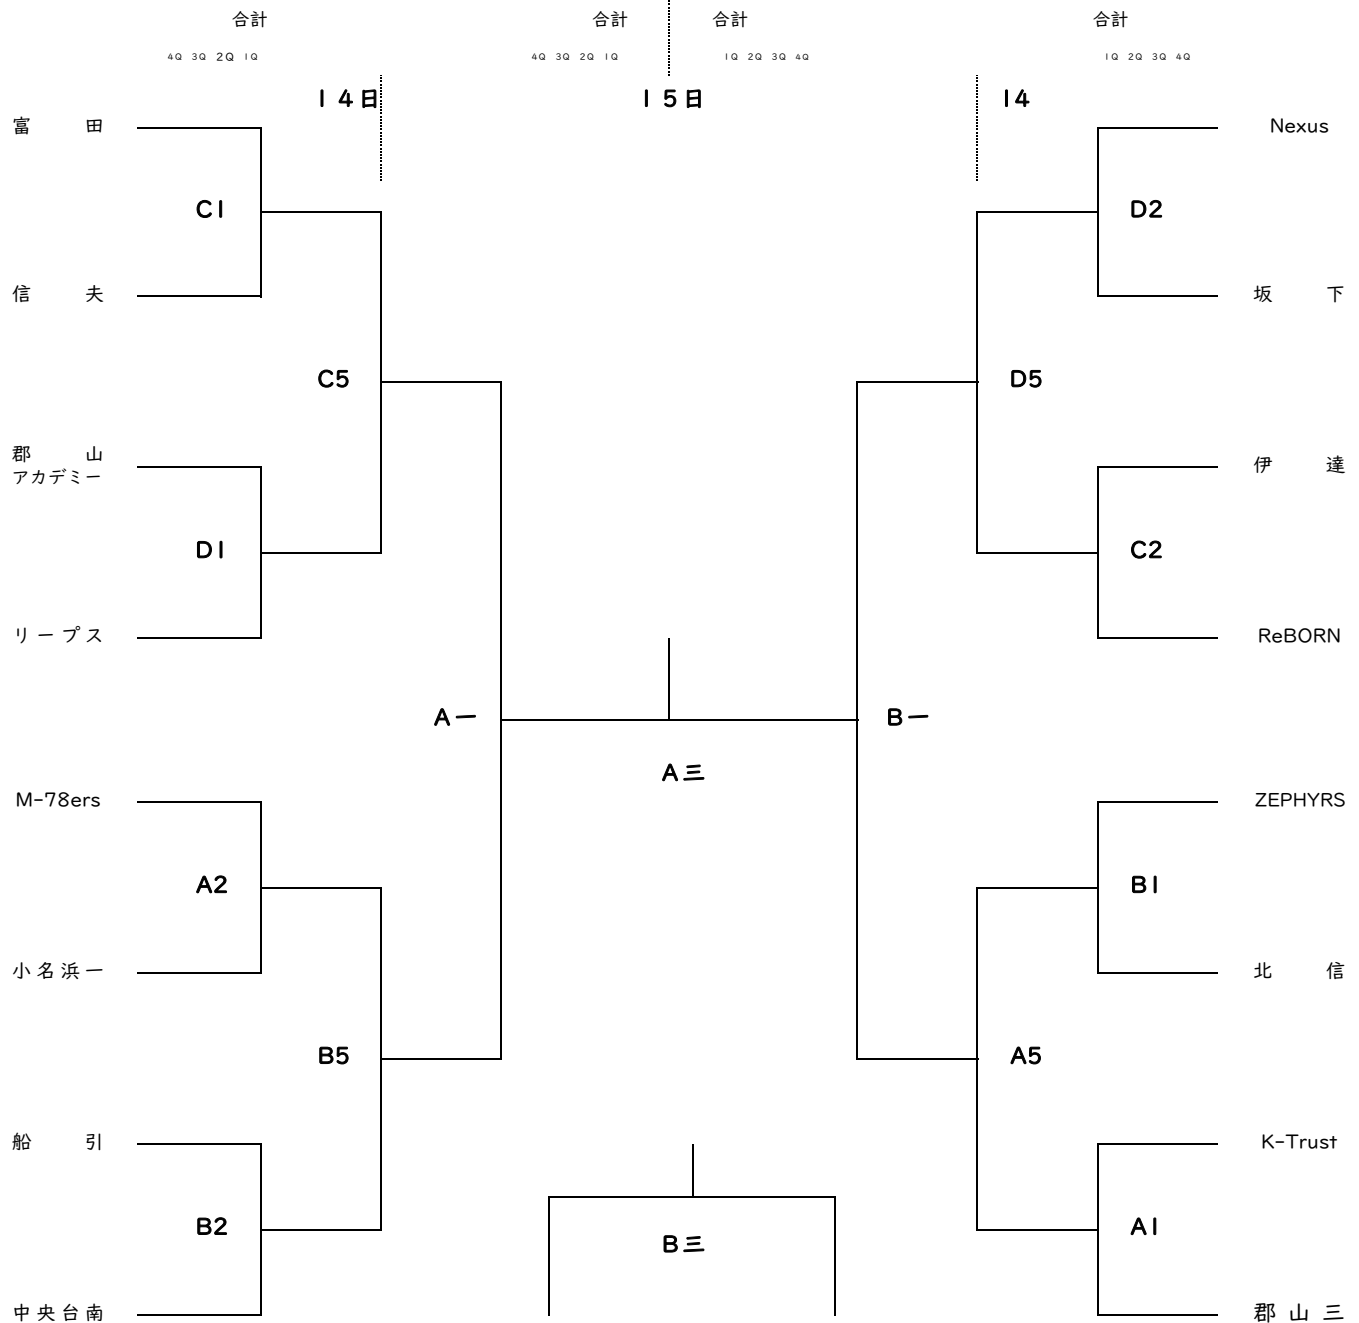 合計 合計 合計 合計
4Q 3Q 2Q 1Q 4Q 3Q 2Q 1Q 1Q 2Q 3Q 4Q 1Q 2Q 3Q 4Q
14日 15日 14
富田 Nexus
C1 D2
信夫 坂下
C5 D5
郡山
アカデミー 伊達
D1 C2
リープス ReBORN
A一 B一
A三
M-78ers ZEPHYRS
A2 B1
小名浜一 北信
B5 A5
船引 K-Trust
B2 A1
B三
中央台南 郡山三